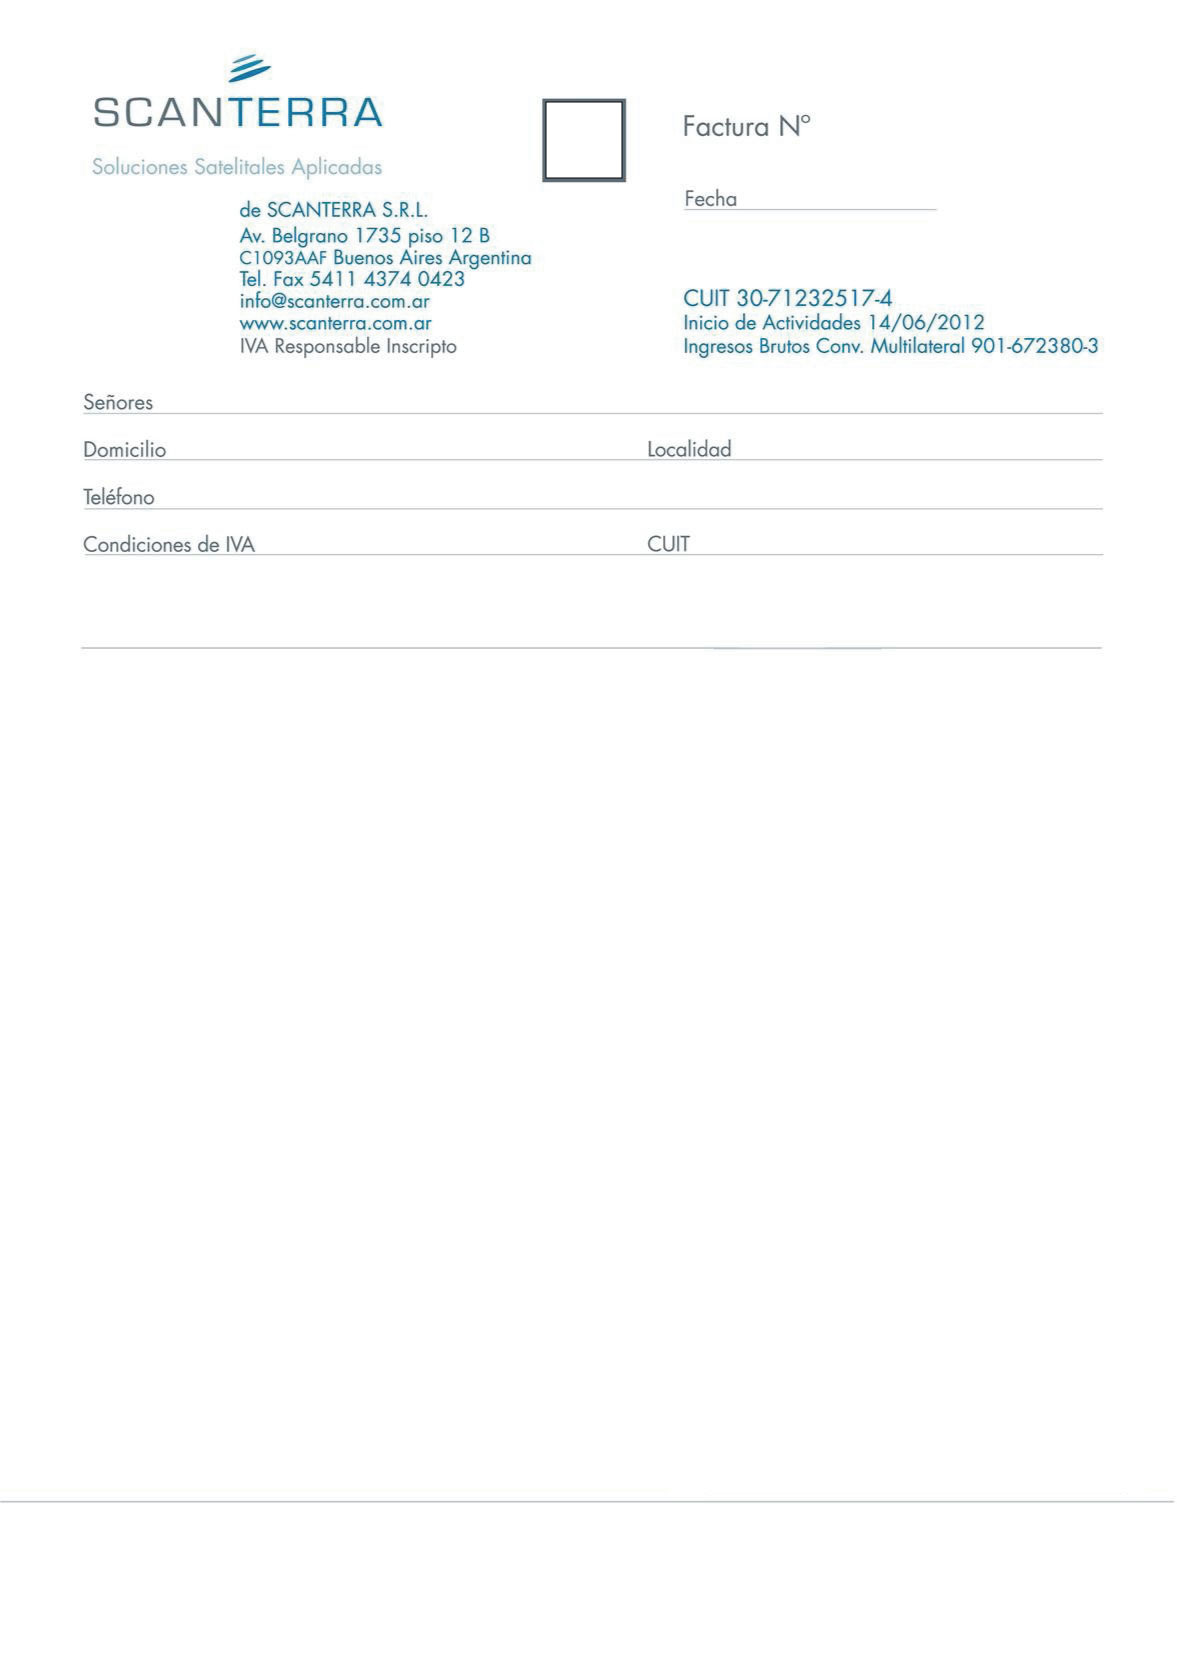 SCANTERRA
Soluciones Satelitales Aplicadas
de SCANTERRA S.R.L.
Av. Belgrano 1735 piso 12 B
C1093AAF Buenos Aires Argentina
Tel. Fax 5411 4374 0423
info@scanterra.com.ar
www.scanterra.com.ar
IVA Responsable Inscripto
Factura Nº
Fecha
CUIT 30-71232517-4
Inicio de Actividades 14/06/2012
Ingresos Brutos Conv. Multilateral 901-672380-3
Señores
Domicilio Localidad
Teléfono
Condiciones de IVA CUIT